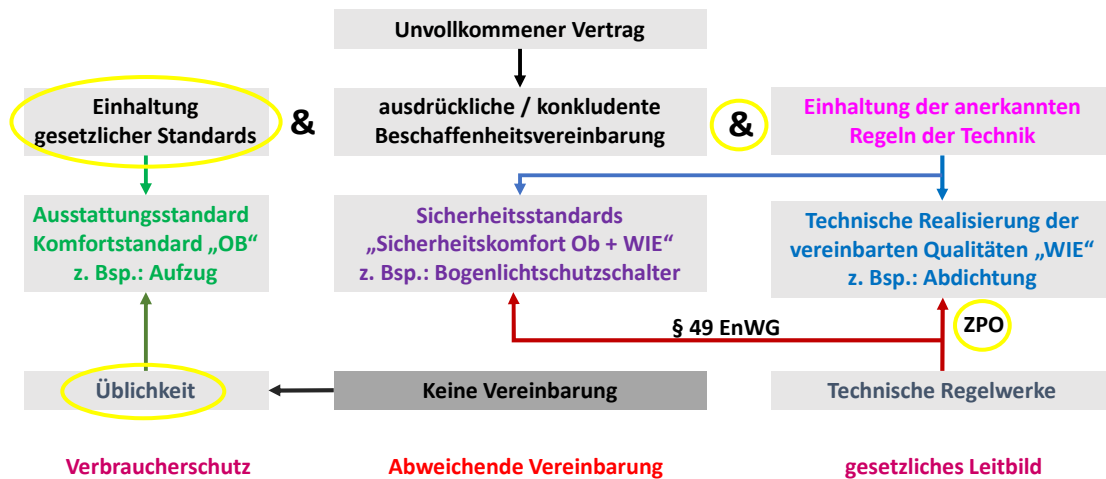 Unvollkommener Vertrag
Einhaltung
gesetzlicher Standards
&
ausdrückliche / konkludente
Beschaffenheitsvereinbarung
&
Einhaltung der anerkannten
Regeln der Technik
Ausstattungsstandard
Komfortstandard „OB“
z. Bsp.: Aufzug
Sicherheitsstandards
„Sicherheitskomfort Ob + WIE“
z. Bsp.: Bogenlichtschutzschalter
Technische Realisierung der
vereinbarten Qualitäten „WIE“
z. Bsp.: Abdichtung
§ 49 EnWG
ZPO
Üblichkeit
Keine Vereinbarung
Technische Regelwerke
Verbraucherschutz
Abweichende Vereinbarung
gesetzliches Leitbild